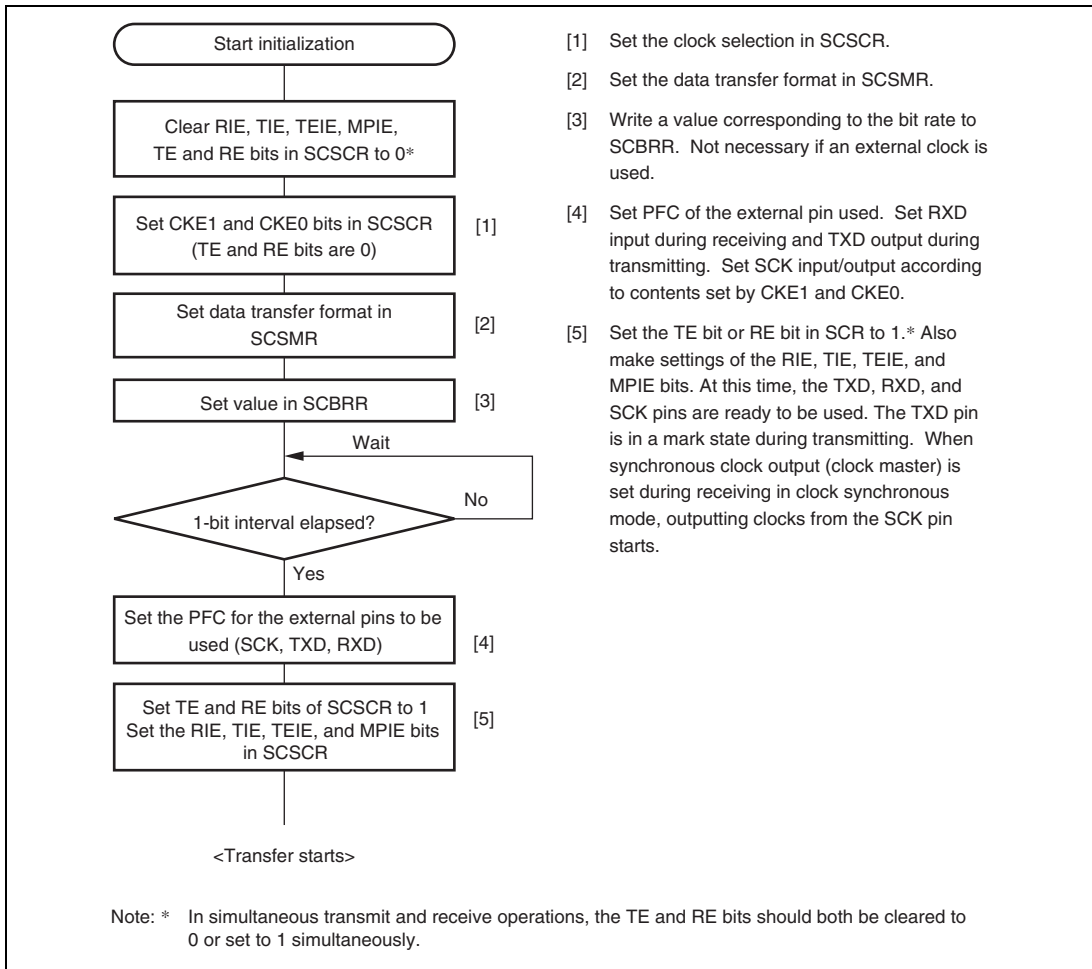 Start initialization
Clear RIE, TIE, TEIE, MPIE,
TE and RE bits in SCSCR to 0*
Set CKE1 and CKE0 bits in SCSCR
(TE and RE bits are 0)
[1]
Set data transfer format in
SCSMR
[2]
Set value in SCBRR
[3]
Wait
No
1-bit interval elapsed?
Yes
Set the PFC for the external pins to be
used (SCK, TXD, RXD)
[4]
Set TE and RE bits of SCSCR to 1
Set the RIE, TIE, TEIE, and MPIE bits
in SCSCR
[5]
<Transfer starts>
[1] Set the clock selection in SCSCR.
[2] Set the data transfer format in SCSMR.
[3] Write a value corresponding to the bit rate to
SCBRR. Not necessary if an external clock is
used.
[4] Set PFC of the external pin used. Set RXD
input during receiving and TXD output during
transmitting. Set SCK input/output according
to contents set by CKE1 and CKE0.
[5] Set the TE bit or RE bit in SCR to 1.* Also
make settings of the RIE, TIE, TEIE, and
MPIE bits. At this time, the TXD, RXD, and
SCK pins are ready to be used. The TXD pin
is in a mark state during transmitting. When
synchronous clock output (clock master) is
set during receiving in clock synchronous
mode, outputting clocks from the SCK pin
starts.
Note: * In simultaneous transmit and receive operations, the TE and RE bits should both be cleared to
0 or set to 1 simultaneously.